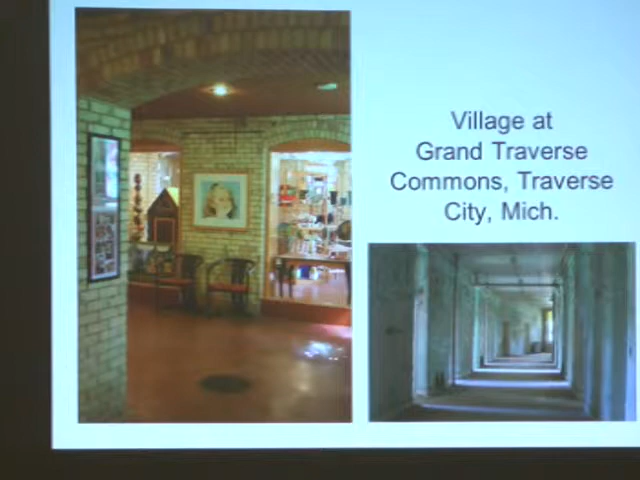 Village at
Grand Traverse
Commons, Traverse
City, Mich.